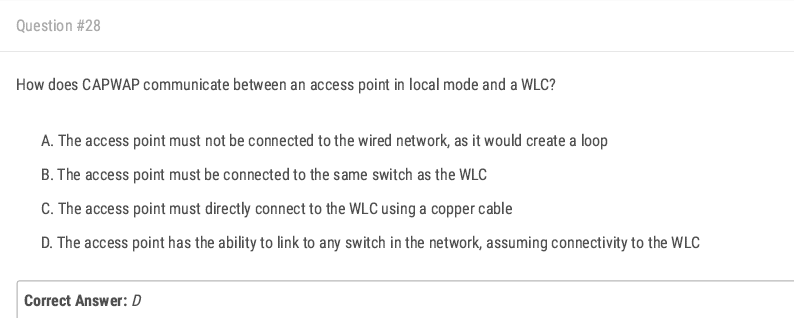 Question #28
How does CAPWAP communicate between an access point in local mode and a WLC?
A. The access point must not be connected to the wired network, as it would create a loop
B. The access point must be connected to the same switch as the WLC
C. The access point must directly connect to the WLC using a copper cable
D. The access point has the ability to link to any switch in the network, assuming connectivity to the WLC
Correct Answer: D